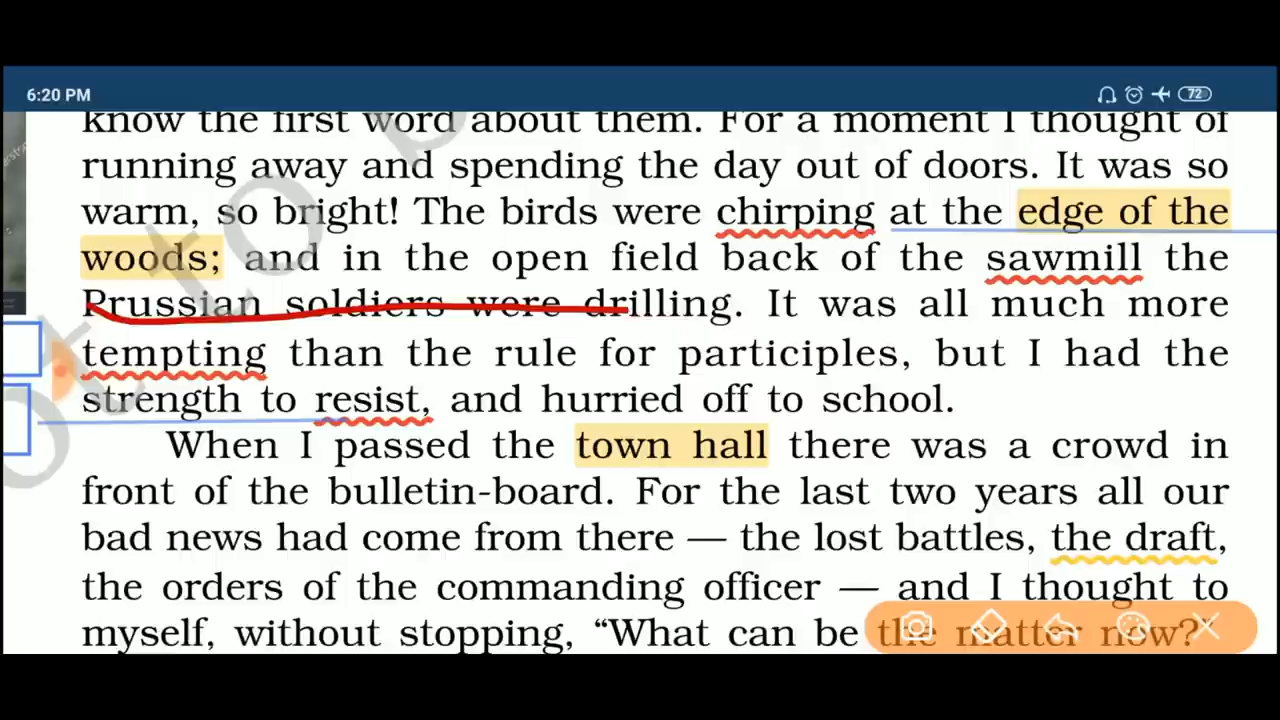 6:20 PM
72
know the first word about them. For a moment I thought of
running away and spending the day out of doors. It was so
warm, so bright! The birds were chirping at the edge of the
woods; and in the open field back of the sawmill the
Prussian soldiers were drilling. It was all much more
tempting than the rule for participles, but I had the
strength to resist, and hurried off to school.
When I passed the town hall there was a crowd in
front of the bulletin-board. For the last two years all our
bad news had come from there — the lost battles, the draft,
the orders of the commanding officer — and I thought to
myself, without stopping, “What can be the matter now?”